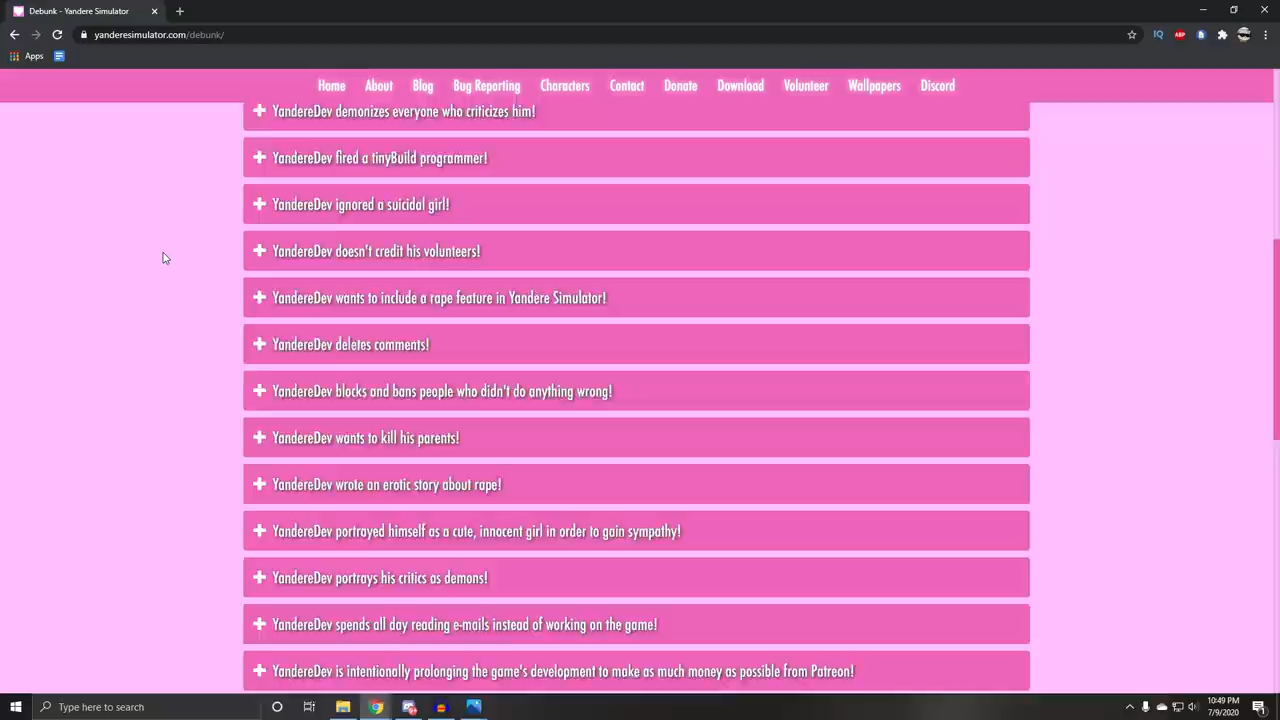 Debunk - Yandere Simulator
yanderesimulator.com/debunk/
Apps
Home About Blog Bug Reporting Characters Contact Donate Download Volunteer Wallpapers Discord
YandereDev demonizes everyone who criticizes him!
YandereDev fired a tinyBuild programmer!
YandereDev ignored a suicidal girl!
YandereDev doesn't credit his volunteers!
YandereDev wants to include a rape feature in Yandere Simulator!
YandereDev deletes comments!
YandereDev blocks and bans people who didn't do anything wrong!
YandereDev wants to kill his parents!
YandereDev wrote an erotic story about rape!
YandereDev portrayed himself as a cute, innocent girl in order to gain sympathy!
YandereDev portrays his critics as demons!
YandereDev spends all day reading e-mails instead of working on the game!
YandereDev is intentionally prolonging the game's development to make as much money as possible from Patreon!
Type here to search
10:49 PM
7/9/2020